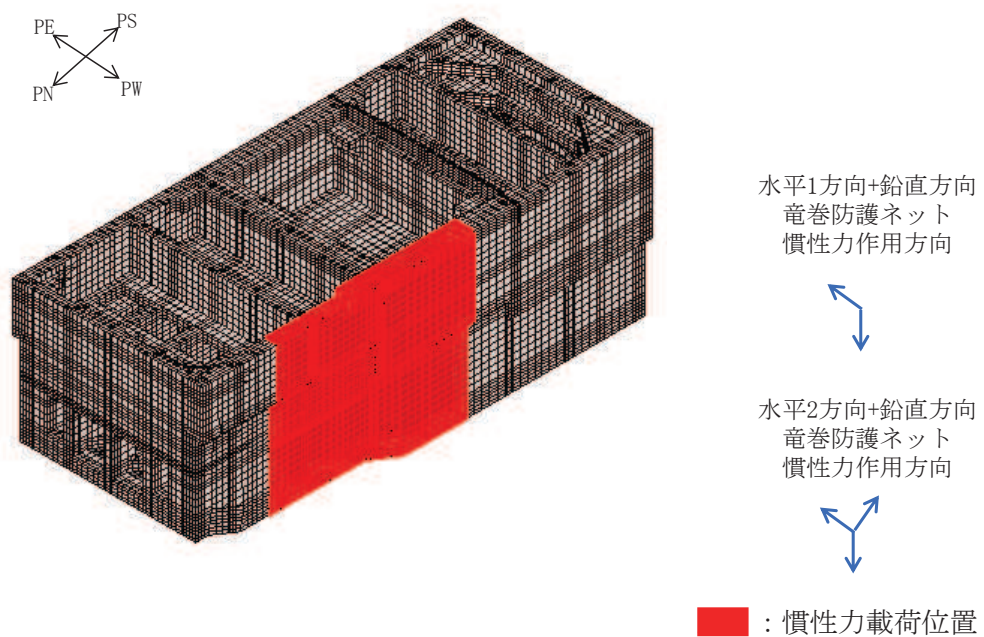 PE
PS
PN
PW
水平1方向+鉛直方向
竜巻防護ネット
慣性力作用方向
水平2方向+鉛直方向
竜巻防護ネット
慣性力作用方向
：慣性力載荷位置